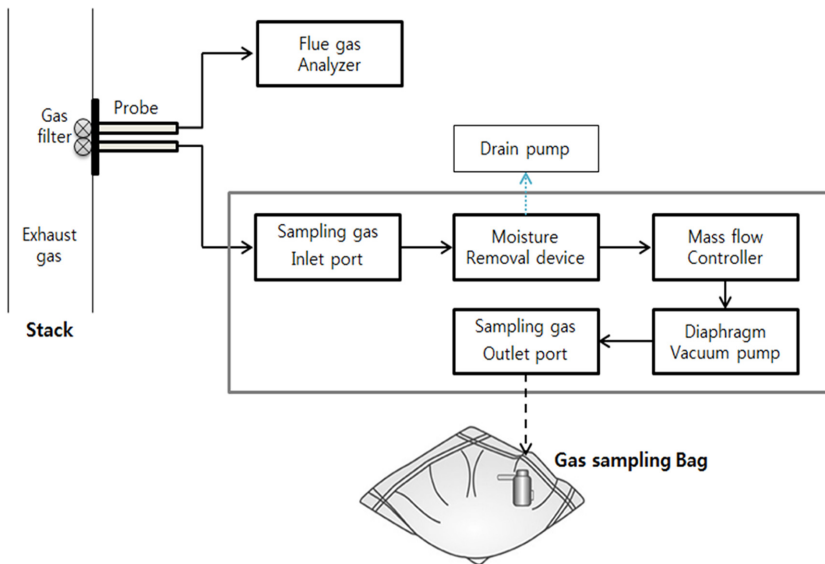 Flue gas
Analyzer
Probe
Gas
filter
Drain pump
Exhaust
gas
Sampling gas
Inlet port
Moisture
Removal device
Mass flow
Controller
Stack
Sampling gas
Outlet port
Diaphragm
Vacuum pump
Gas sampling Bag